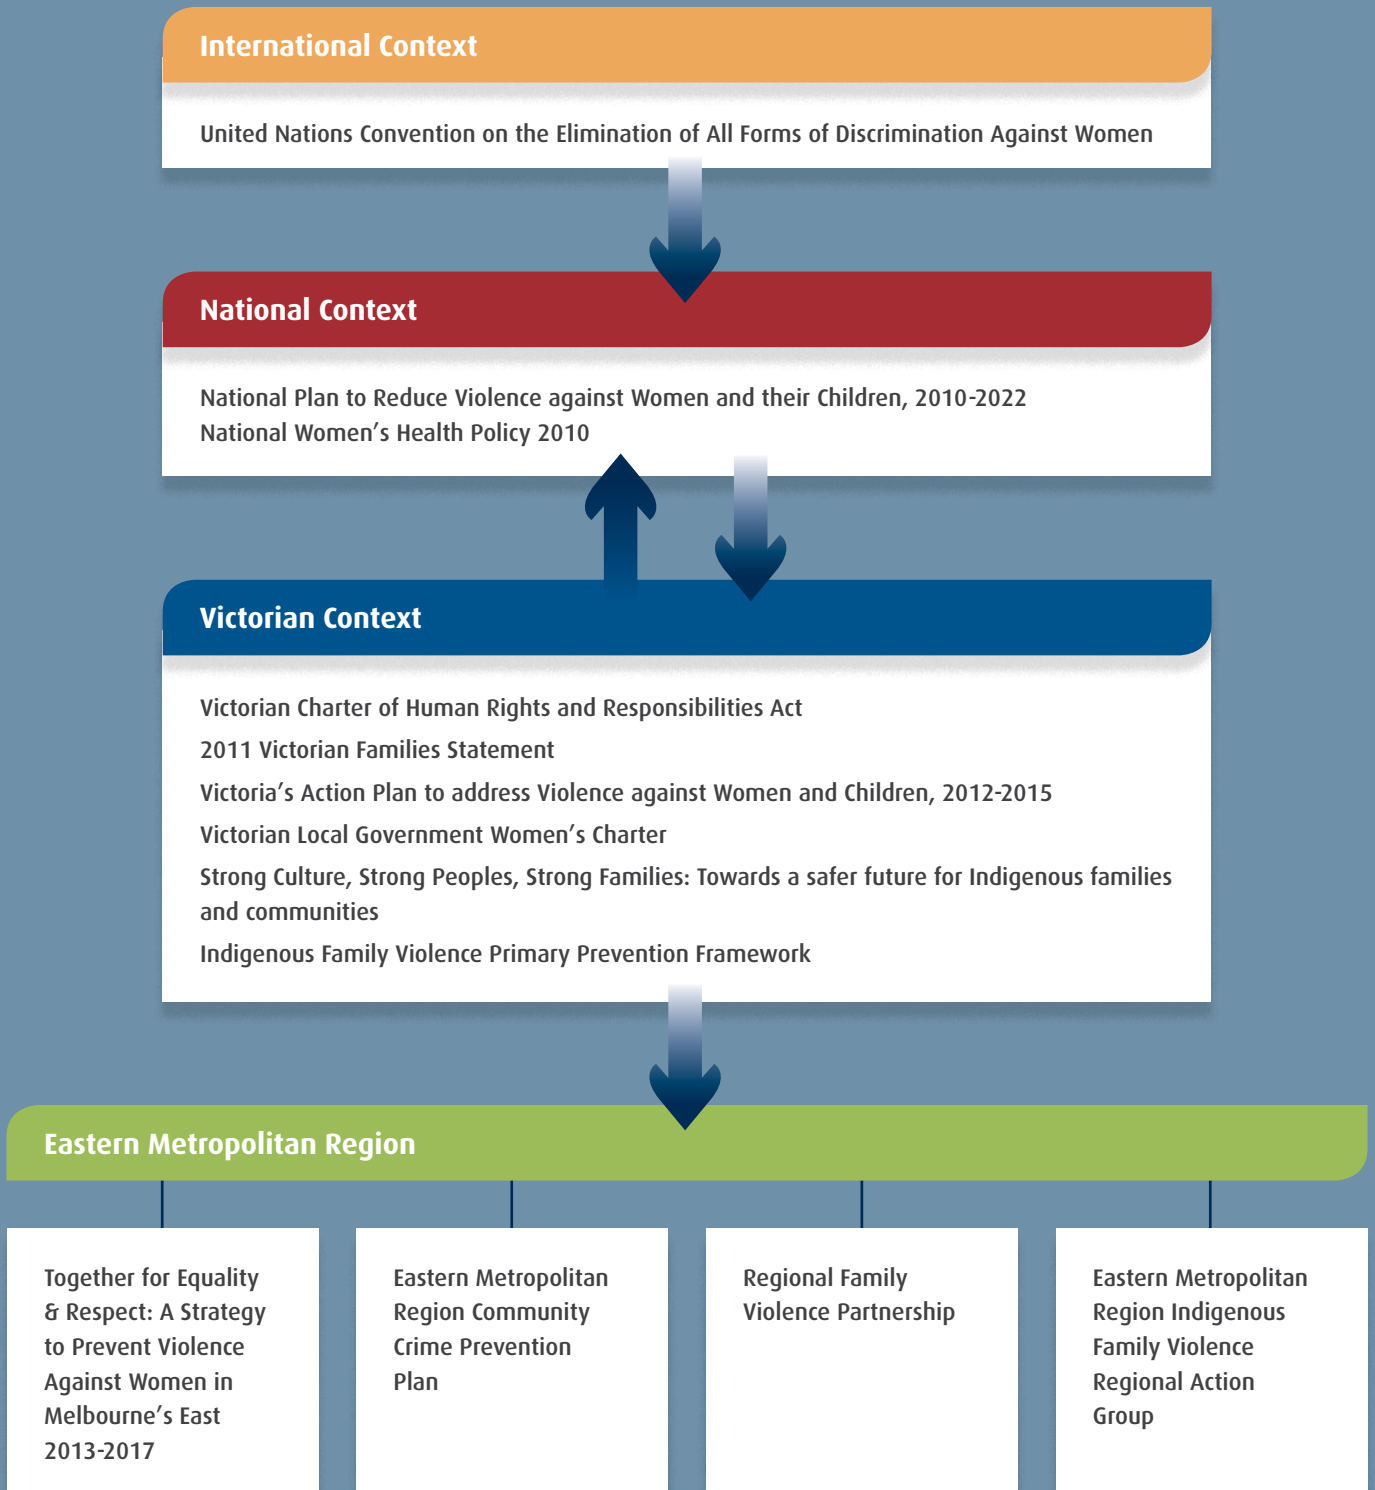 International Context
United Nations Convention on the Elimination of All Forms of Discrimination Against Women
National Context
National Plan to Reduce Violence against Women and their Children, 2010-2022
National Women’s Health Policy 2010
Victorian Context
Victorian Charter of Human Rights and Responsibilities Act
2011 Victorian Families Statement
Victoria’s Action Plan to address Violence against Women and Children, 2012-2015
Victorian Local Government Women’s Charter
Strong Culture, Strong Peoples, Strong Families: Towards a safer future for Indigenous families
and communities
Indigenous Family Violence Primary Prevention Framework
Eastern Metropolitan Region
Together for Equality
& Respect: A Strategy
to Prevent Violence
Against Women in
Melbourne’s East
2013-2017
Eastern Metropolitan
Region Community
Crime Prevention
Plan
Regional Family
Violence Partnership
Eastern Metropolitan
Region Indigenous
Family Violence
Regional Action
Group